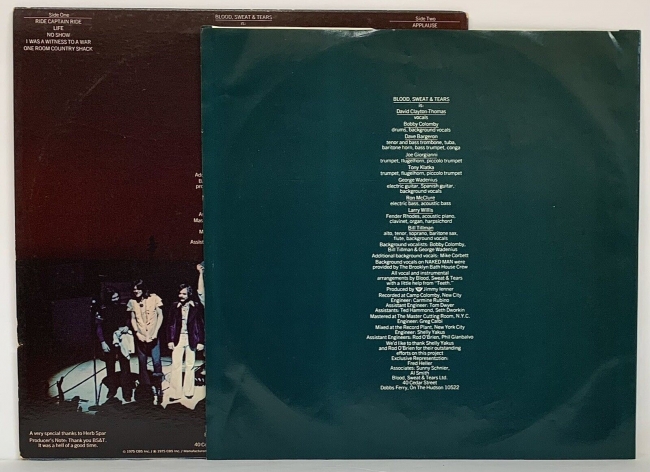 Side One
RIDE CAPTAIN RIDE
LIFE
NO SHOW
I WAS A WITNESS TO A WAR
ONE ROOM COUNTRY SHACK
BLOOD, SWEAT & TEARS
is:
Side Two
APPLAUSE
A very special thanks to Herb Spar
Producer's Note: Thank you BS&T.
It was a hell of a good time.
© 1975 CBS Inc. / ℗ 1975 CBS Inc. / Manufactured
40 Ce
BLOOD, SWEAT & TEARS
is:
David Clayton-Thomas
vocals
Bobby Colomby
drums, background vocals
Dave Bargeron
tenor and bass trombone, tuba,
baritone horn, bass trumpet, conga
Joe Giorgianni
trumpet, flugelhorn, piccolo trumpet
Tony Klatka
trumpet, flugelhorn, piccolo trumpet
George Wadenius
electric guitar, Spanish guitar,
background vocals
Ron McClure
electric bass, acoustic bass
Larry Willis
Fender Rhodes, acoustic piano,
clavinet, organ, harpsichord
Bill Tillman
alto, tenor, soprano, baritone sax,
flute, background vocals
Background vocalists: Bobby Colomby,
Bill Tillman & George Wadenius
Additional background vocals: Mike Corbett
Background vocals on NAKED MAN were
provided by The Brooklyn Bath House Crew
All vocal and instrumental
arrangements by Blood, Sweat & Tears
with a little help from "Teeth."
Produced by Jimmy Ienner
Recorded at Camp Colomby, New City
Engineer: Carmine Rubino
Assistant Engineer: Tom Dwyer
Assistants: Ted Hammond, Seth Dworkin
Mastered at The Master Cutting Room, N.Y.C.
Engineer: Greg Calbi
Mixed at the Record Plant, New York City
Engineer: Shelly Yakus
Assistant Engineers: Rod O'Brien, Phil Gianbalvo
We'd like to thank Shelly Yakus
and Rod O'Brien for their outstanding
efforts on this project
Exclusive Representation:
Fred Heller
Associates: Sunny Schnier,
Al Smith
Blood, Sweat & Tears Ltd.
40 Cedar Street
Dobbs Ferry, On The Hudson 10522